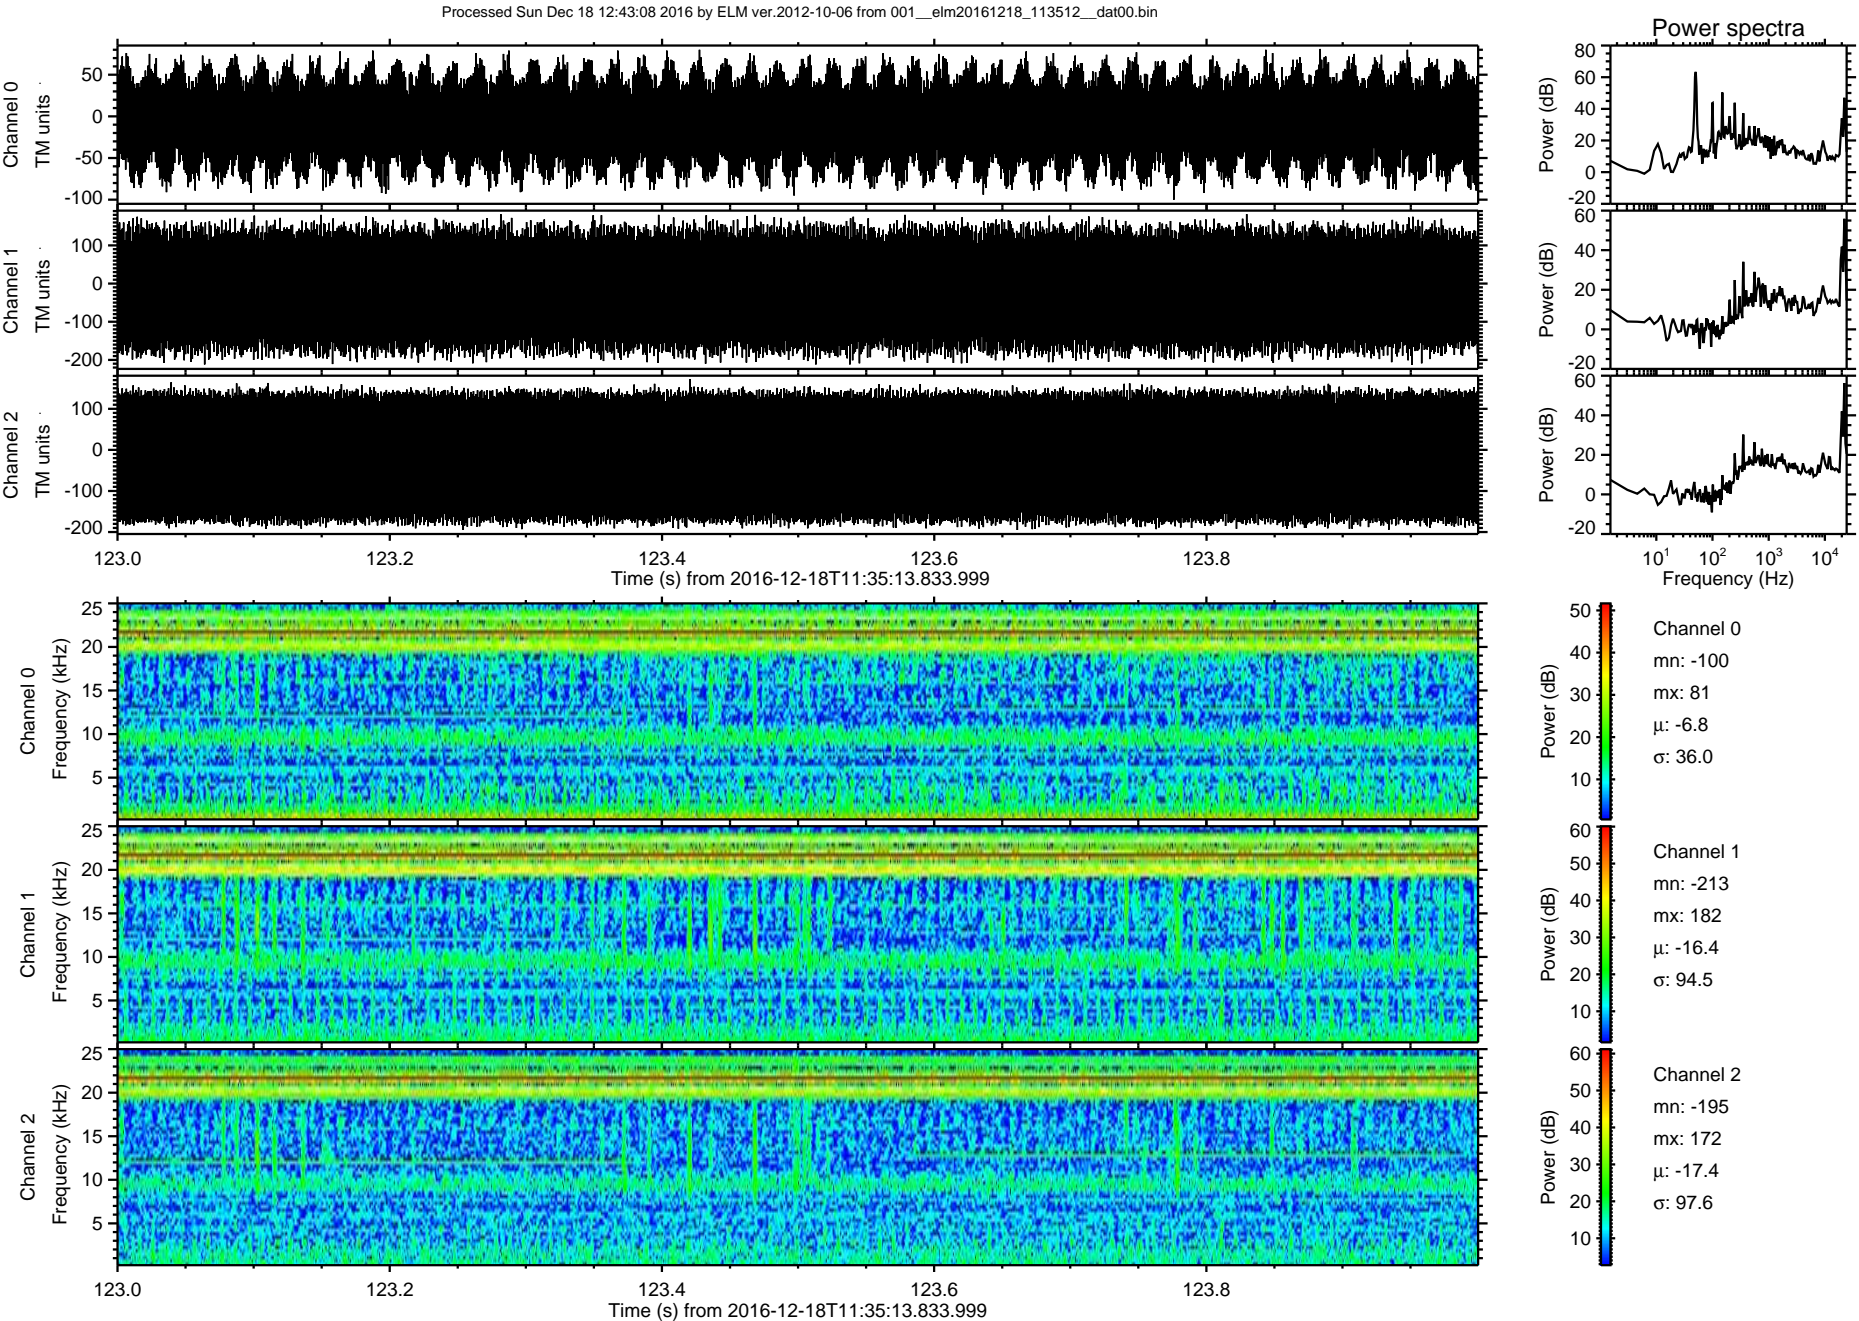 Processed Sun Dec 18 12:43:08 2016 by ELM ver.2012-10-06 from 001__elm20161218_113512__dat00.bin
Power spectra
Channel 0
TM units
50
0
-50
-100
Power (dB)
80
60
40
20
0
-20
Channel 1
TM units
100
0
-100
-200
Power (dB)
60
40
20
0
-20
Channel 2
TM units
100
0
-100
-200
Power (dB)
60
40
20
0
-20
123.0 123.2 123.4 123.6 123.8
Time (s) from 2016-12-18T11:35:13.833.999
10^1 10^2 10^3 10^4
Frequency (Hz)
Channel 0
Frequency (kHz)
25
20
15
10
5
Power (dB)
50
40
30
20
10
Channel 0
mn: -100
mx: 81
μ: -6.8
σ: 36.0
Channel 1
Frequency (kHz)
25
20
15
10
5
Power (dB)
60
50
40
30
20
10
Channel 1
mn: -213
mx: 182
μ: -16.4
σ: 94.5
Channel 2
Frequency (kHz)
25
20
15
10
5
Power (dB)
60
50
40
30
20
10
Channel 2
mn: -195
mx: 172
μ: -17.4
σ: 97.6
123.0 123.2 123.4 123.6 123.8
Time (s) from 2016-12-18T11:35:13.833.999